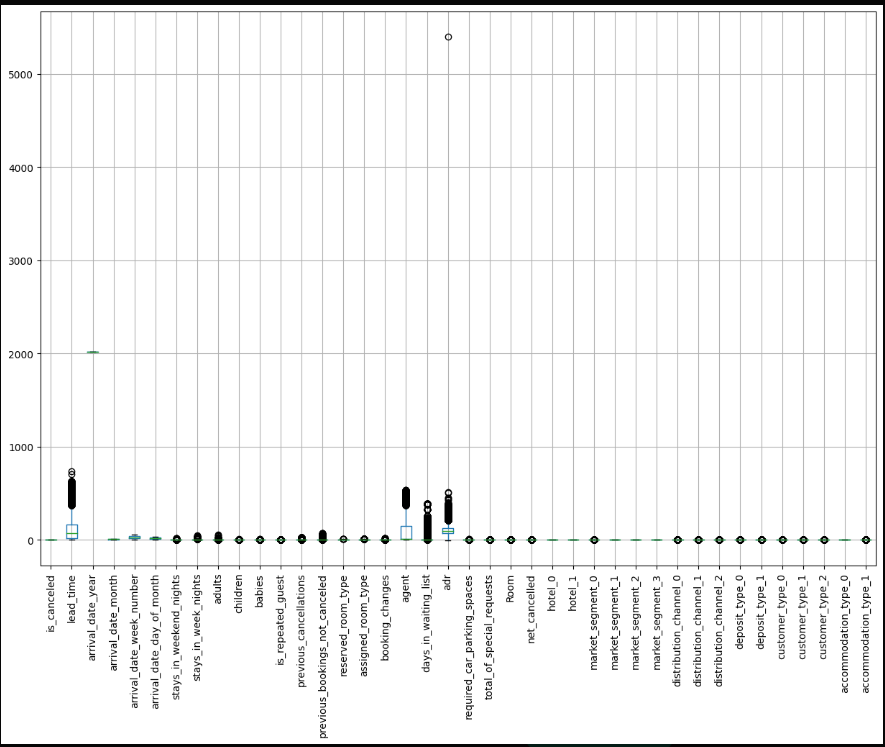 5000
4000
3000
2000
1000
0
is_canceled
lead_time
arrival_date_year
arrival_date_month
arrival_date_week_number
arrival_date_day_of_month
stays_in_weekend_nights
stays_in_week_nights
adults
children
babies
is_repeated_guest
previous_cancellations
previous_bookings_not_canceled
reserved_room_type
assigned_room_type
booking_changes
agent
days_in_waiting_list
adr
required_car_parking_spaces
total_of_special_requests
Room
net_cancelled
hotel_0
hotel_1
market_segment_0
market_segment_1
market_segment_2
market_segment_3
distribution_channel_0
distribution_channel_1
distribution_channel_2
deposit_type_0
deposit_type_1
customer_type_0
customer_type_1
customer_type_2
accommodation_type_0
accommodation_type_1